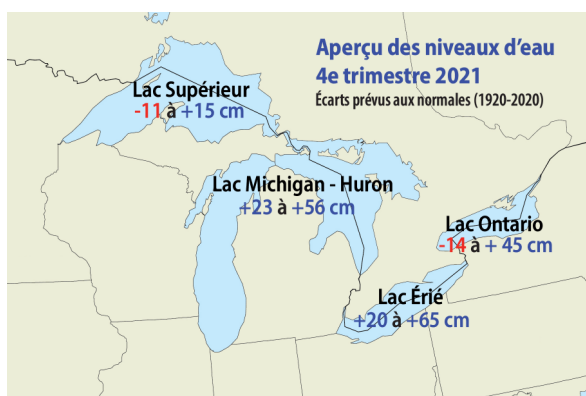 Aperçu des niveaux d'eau
4e trimestre 2021
Écarts prévus aux normales (1920-2020)
Lac Supérieur
-11 à +15 cm
Lac Michigan - Huron
+23 à +56 cm
Lac Ontario
-14 à + 45 cm
Lac Érié
+20 à +65 cm